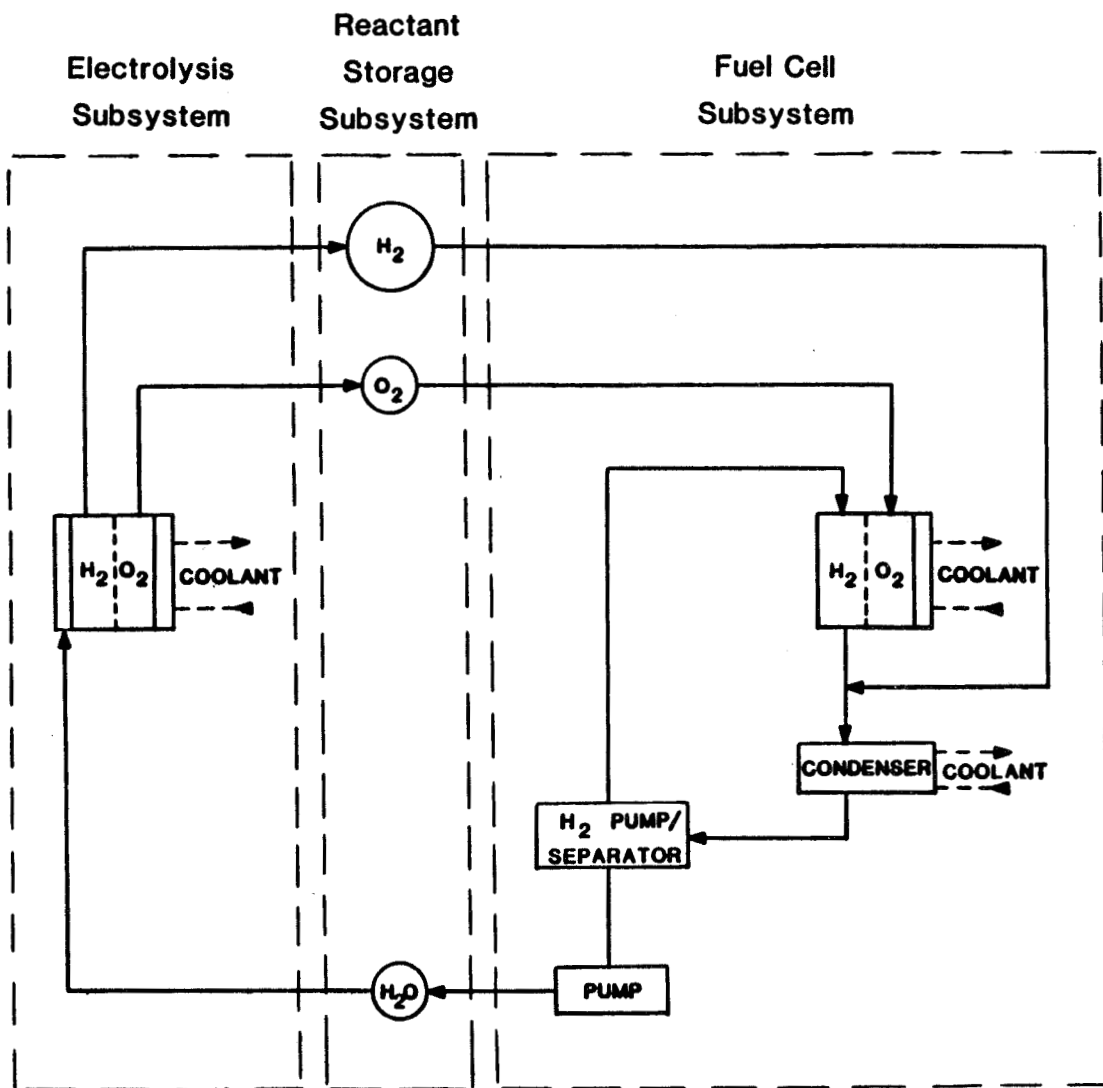 Electrolysis
Subsystem
Reactant
Storage
Subsystem
Fuel Cell
Subsystem
H₂
O₂
H₂ O₂
COOLANT
H₂ O₂
COOLANT
CONDENSER
COOLANT
H₂ PUMP/
SEPARATOR
H₂O
PUMP